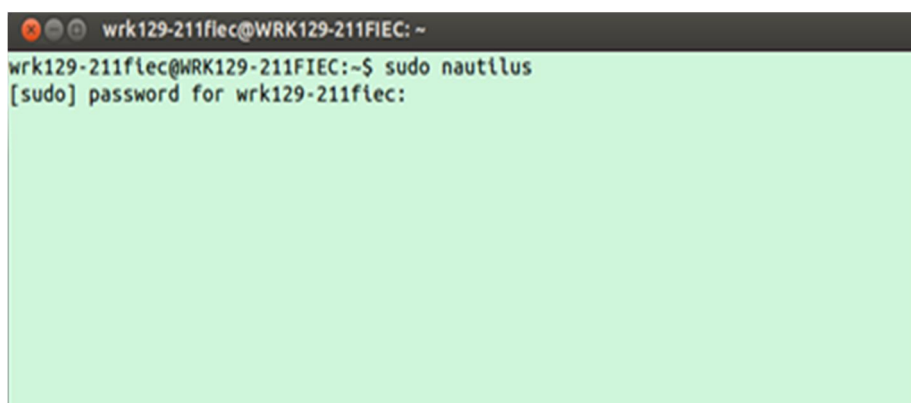 wrk129-211fiec@WRK129-211FIEC: ~
wrk129-211fiec@WRK129-211FIEC:~$ sudo nautilus
[sudo] password for wrk129-211fiec: